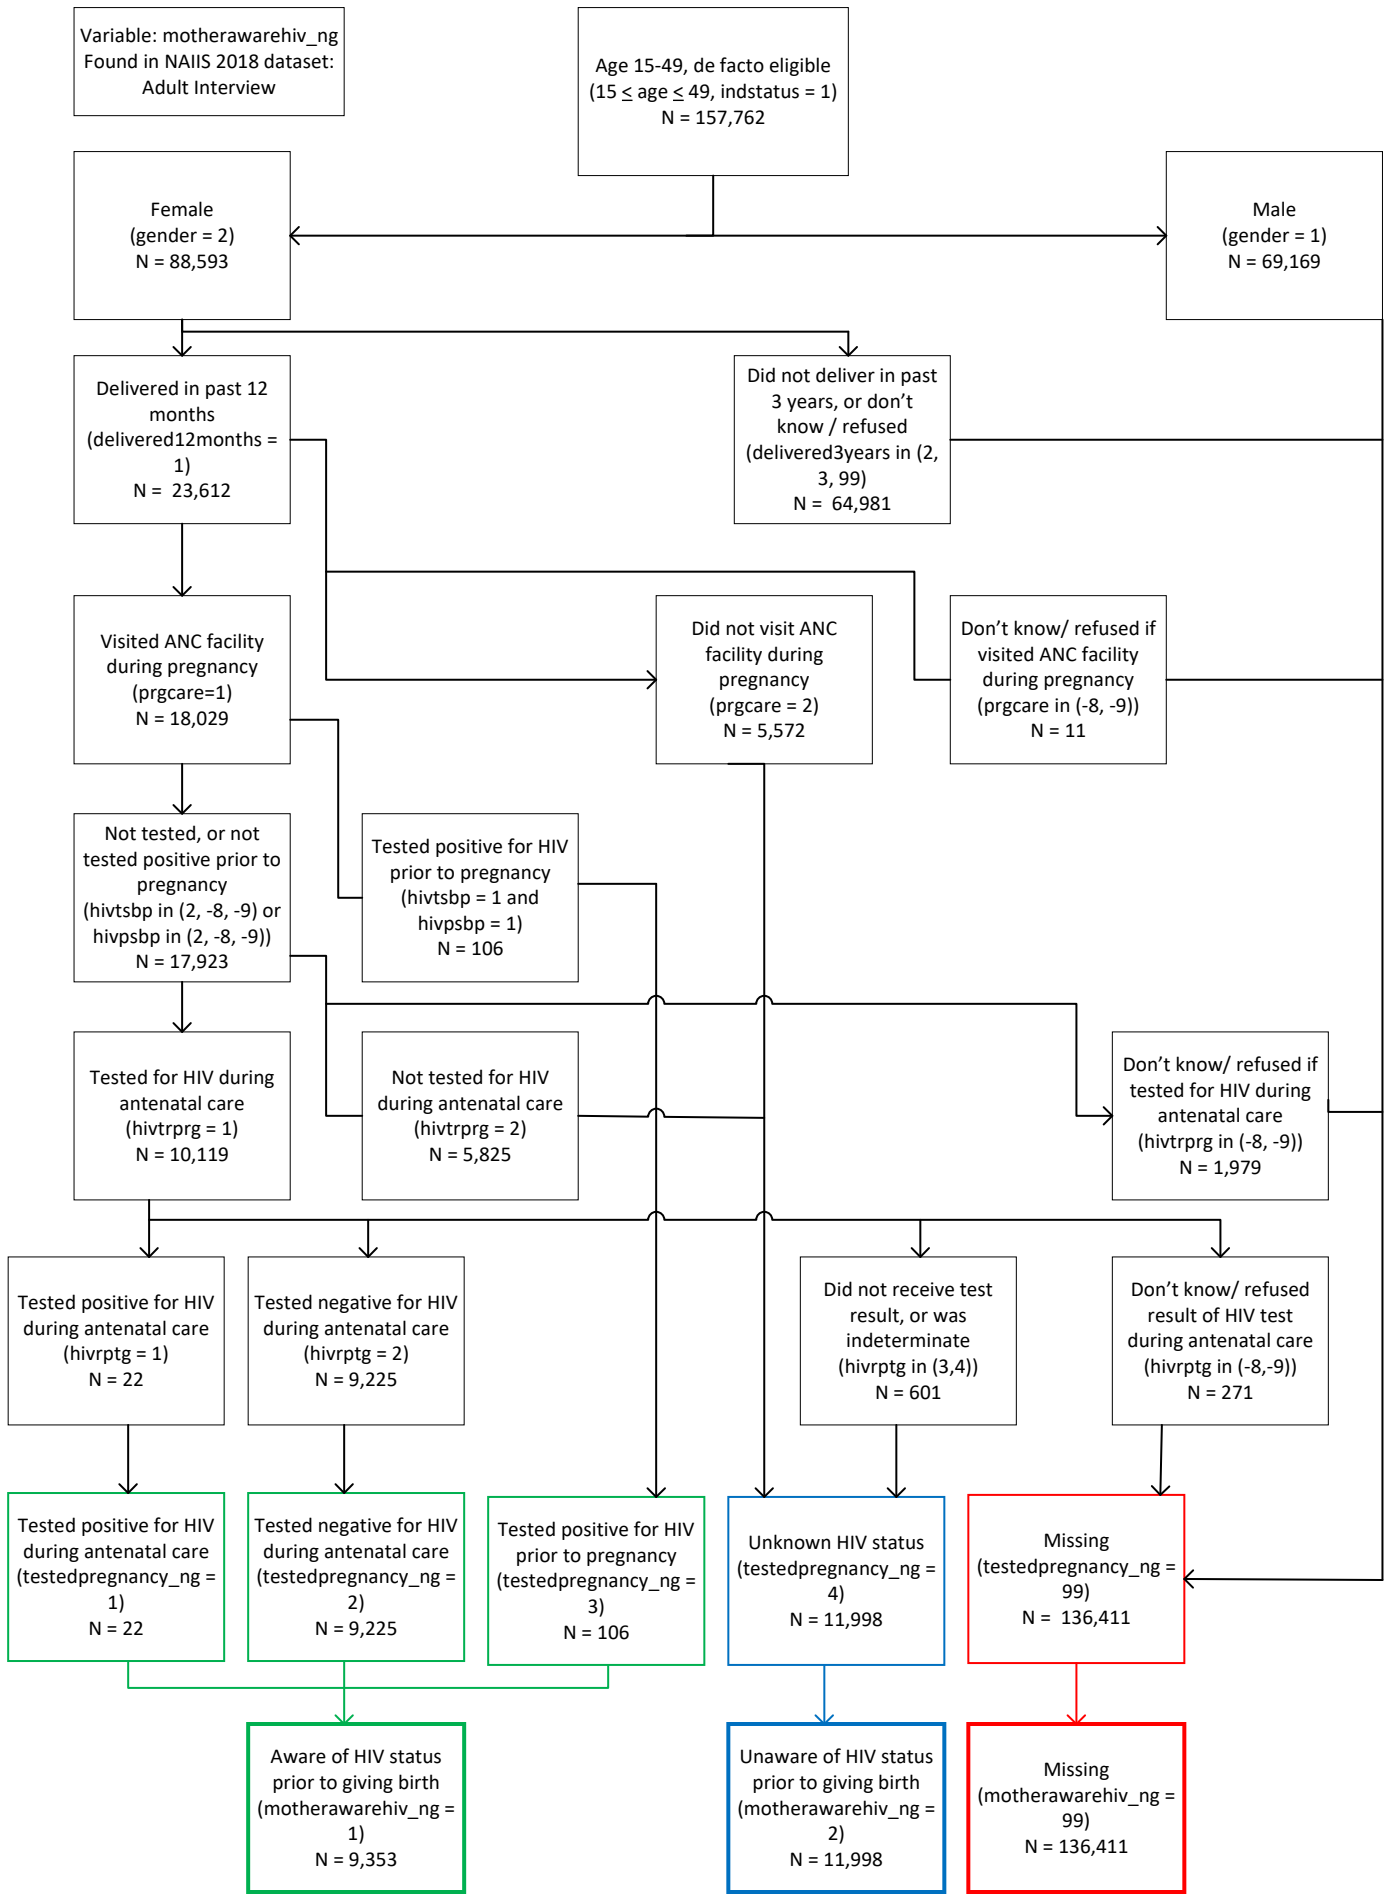 Variable: motherawarehiv_ng
Found in NAIIS 2018 dataset:
Adult Interview
Age 15-49, de facto eligible
(15 ≤ age ≤ 49, indstatus = 1)
N = 157,762
Female
(gender = 2)
N = 88,593
Male
(gender = 1)
N = 69,169
Delivered in past 12
months
(delivered12months =
1)
N =  23,612
Did not deliver in past
3 years, or don’t
know / refused
(delivered3years in (2,
3, 99)
N =  64,981
Visited ANC facility
during pregnancy
(prgcare=1)
N = 18,029
Did not visit ANC
facility during
pregnancy
(prgcare = 2)
N = 5,572
Don’t know/ refused if
visited ANC facility
during pregnancy
(prgcare in (-8, -9))
N = 11
Not tested, or not
tested positive prior to
pregnancy
(hivtsbp in (2, -8, -9) or
hivpsbp in (2, -8, -9))
N = 17,923
Tested positive for HIV
prior to pregnancy
(hivtsbp = 1 and
hivpsbp = 1)
N = 106
Tested for HIV during
antenatal care
(hivtrprg = 1)
N = 10,119
Not tested for HIV
during antenatal care
(hivtrprg = 2)
N = 5,825
Don’t know/ refused if
tested for HIV during
antenatal care
(hivtrprg in (-8, -9))
N = 1,979
Tested positive for HIV
during antenatal care
(hivrptg = 1)
N = 22
Tested negative for HIV
during antenatal care
(hivrptg = 2)
N = 9,225
Did not receive test
result, or was
indeterminate
(hivrptg in (3,4))
N = 601
Don’t know/ refused
result of HIV test
during antenatal care
(hivrptg in (-8,-9))
N = 271
Tested positive for HIV
during antenatal care
(testedpregnancy_ng =
1)
N = 22
Tested negative for HIV
during antenatal care
(testedpregnancy_ng =
2)
N = 9,225
Tested positive for HIV
prior to pregnancy
(testedpregnancy_ng =
3)
N = 106
Unknown HIV status
(testedpregnancy_ng =
4)
N = 11,998
Missing
(testedpregnancy_ng =
99)
N =  136,411
Aware of HIV status
prior to giving birth
(motherawarehiv_ng =
1)
N = 9,353
Unaware of HIV status
prior to giving birth
(motherawarehiv_ng =
2)
N = 11,998
Missing
(motherawarehiv_ng =
99)
N = 136,411